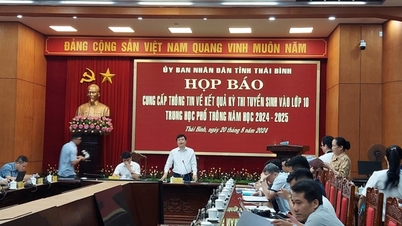 ĐẢNG CỘNG SẢN VIỆT NAM QUANG VINH MUÔN NĂM!
ỦY BAN NHÂN DÂN TỈNH THÁI BÌNH
HỌP BÁO
CUNG CẤP THÔNG TIN VỀ KẾT QUẢ KỲ THI TUYỂN SINH VÀO LỚP 10
TRUNG HỌC PHỔ THÔNG NĂM HỌC 2024 - 2025
Thái Bình, ngày 20 tháng 8 năm 2024